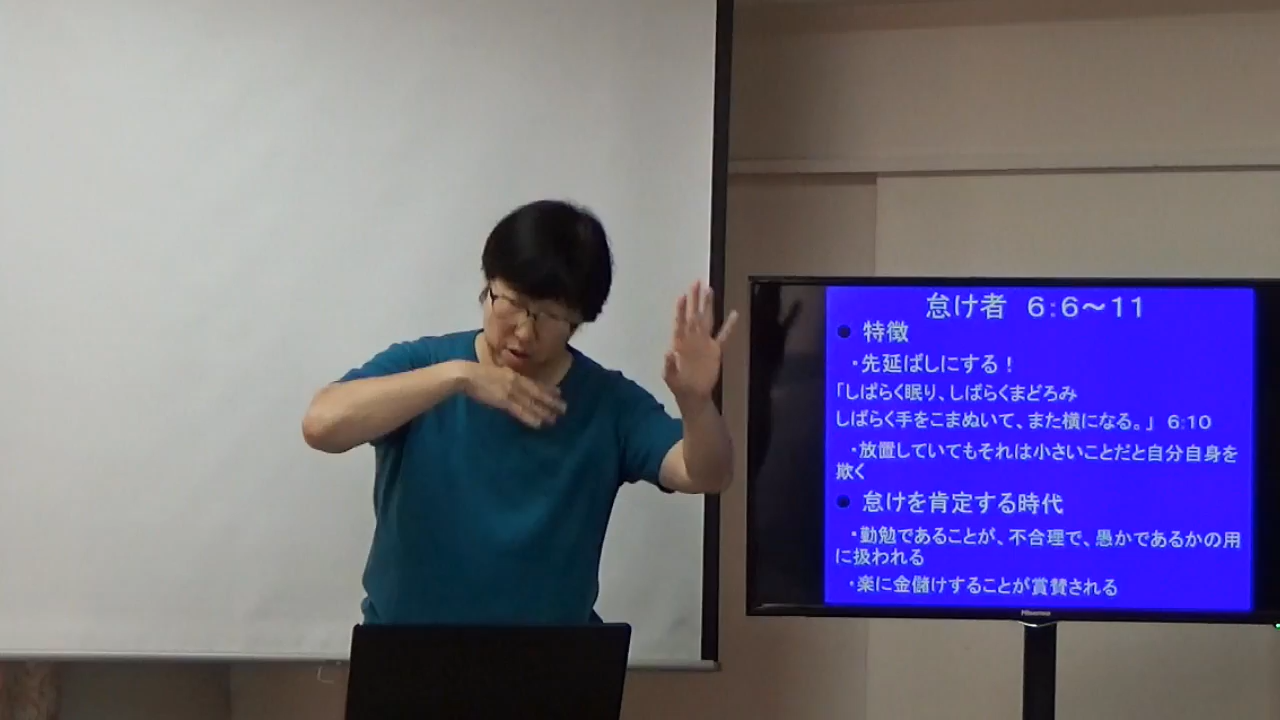 怠け者　６：６～１１
● 特徴
・先延ばしにする！
「しばらく眠り、しばらくまどろみ
しばらく手をこまぬいて、また横になる。」 6:10
・放置していてもそれは小さいことだと自分自身を
欺く
● 怠けを肯定する時代
・勤勉であることが、不合理で、愚かであるかの用
に扱われる
・楽に金儲けすることが賞賛される
Hisense